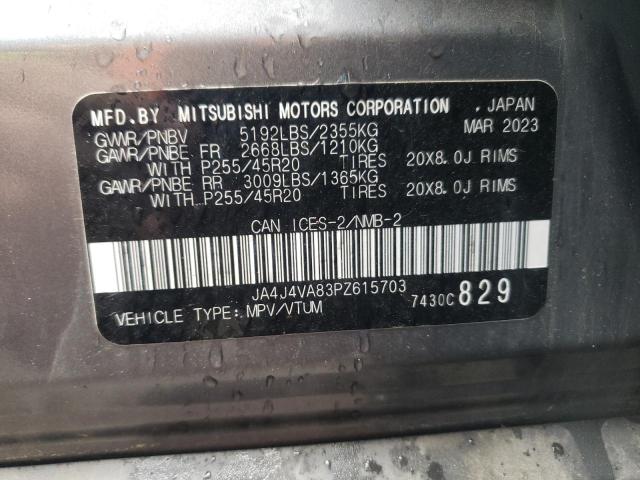 MFD.BY MITSUBISHI MOTORS CORPORATION . JAPAN
GVWR/PNBV 5192LBS/2355KG MAR 2023
GAWR/PNBE FR 2668LBS/1210KG
WITH P255/45R20 TIRES 20X8.0J RIMS
GAWR/PNBE RR 3009LBS/1365KG
WITH P255/45R20 TIRES 20X8.0J RIMS
CAN ICES-2/NMB-2
JA4J4VA83PZ615703
VEHICLE TYPE: MPV/VTUM 7430C 829